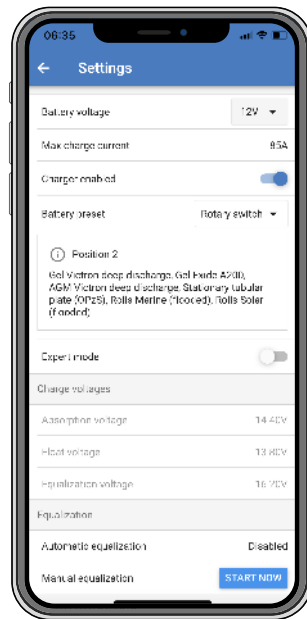 06:35
Settings
Battery voltage 12V
Max charge current 85A
Charger enabled
Battery preset Rotary switch
Position 2
Gel Victron deep discharge, Gel Exide A200,
AGM Victron deep discharge, Stationary tubular
plate (OPzS), Rolls Marine (flooded), Rolls Solar
(flooded)
Expert mode
Charge voltages
Absorption voltage 14.40V
Float voltage 13.80V
Equalization voltage 16.20V
Equalization
Automatic equalization Disabled
Manual equalization START NOW